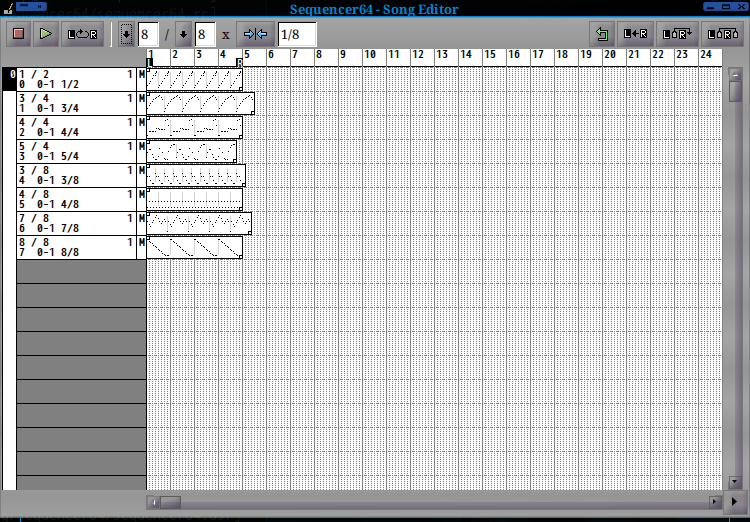 Sequencer64 - Song Editor
L R 8 / 8 x 1/8 L R L R L R
1 2 3 4 5 6 7 8 9 10 11 12 13 14 15 16 17 18 19 20 21 22 23 24
L R
0 1 / 2 1 M
0 0-1 1/2
3 / 4 1 M
1 0-1 3/4
4 / 4 1 M
2 0-1 4/4
5 / 4 1 M
3 0-1 5/4
3 / 8 1 M
4 0-1 3/8
4 / 8 1 M
5 0-1 4/8
7 / 8 1 M
6 0-1 7/8
8 / 8 1 M
7 0-1 8/8